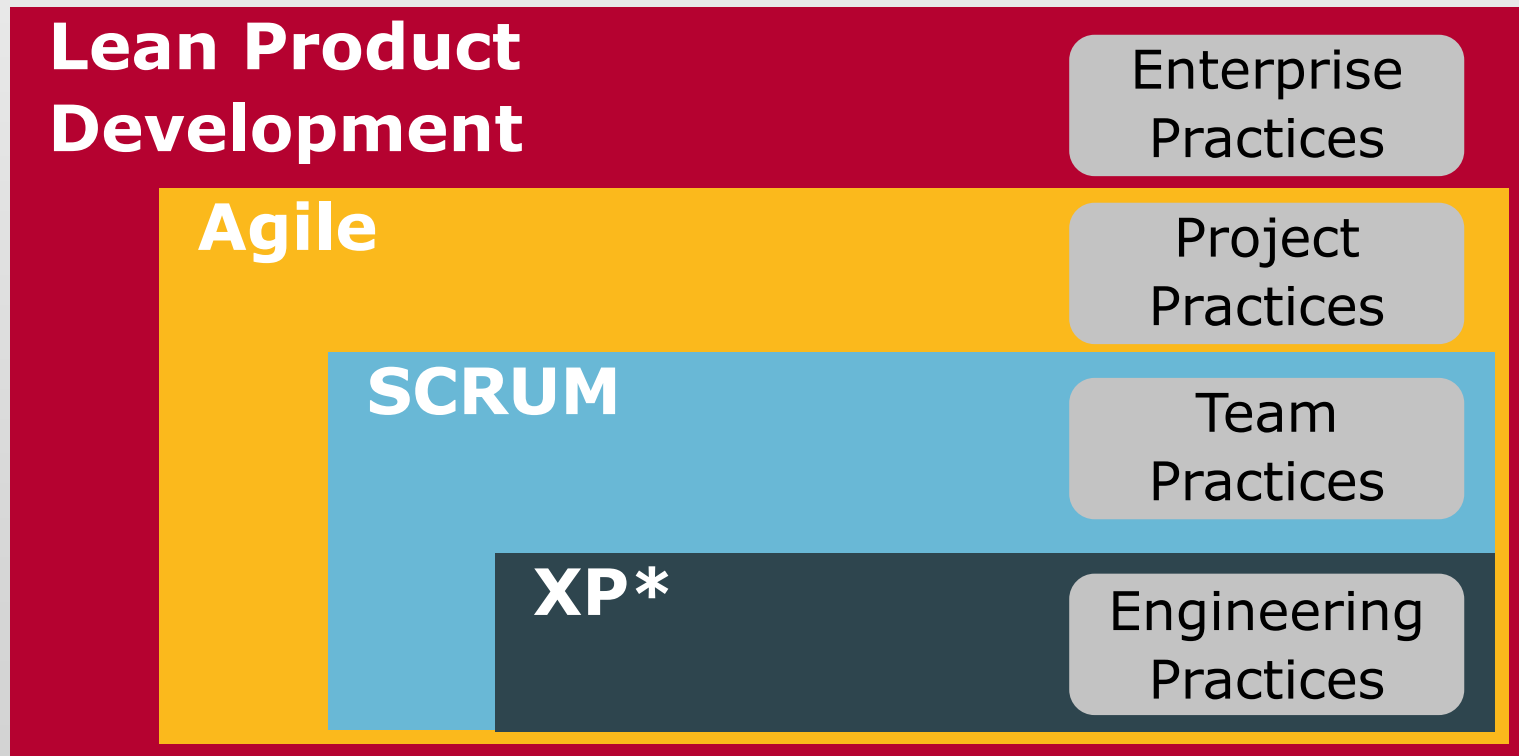 Lean Product
Development
Enterprise
Practices
Agile
Project
Practices
SCRUM
Team
Practices
XP*
Engineering
Practices